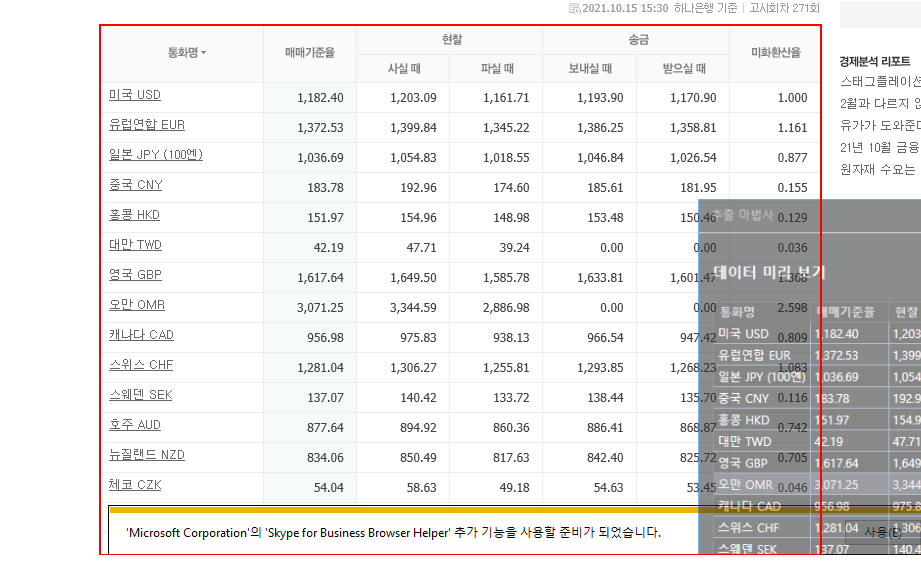 2021.10.15 15:30 하나은행 기준 고시회차 271회
통화명 매매기준율 현찰 송금 미화환산율
사실 때 파실 때 보내실 때 받으실 때
미국 USD 1,182.40 1,203.09 1,161.71 1,193.90 1,170.90 1.000
유럽연합 EUR 1,372.53 1,399.84 1,345.22 1,386.25 1,358.81 1.161
일본 JPY (100엔) 1,036.69 1,054.83 1,018.55 1,046.84 1,026.54 0.877
중국 CNY 183.78 192.96 174.60 185.61 181.95 0.155
홍콩 HKD 151.97 154.96 148.98 153.48 150.46 0.129
대만 TWD 42.19 47.71 39.24 0.00 0.00 0.036
영국 GBP 1,617.64 1,649.50 1,585.78 1,633.81 1,601.47 1.368
오만 OMR 3,071.25 3,344.59 2,886.98 0.00 0.00 2.598
캐나다 CAD 956.98 975.83 938.13 966.54 947.42 0.809
스위스 CHF 1,281.04 1,306.27 1,255.81 1,293.85 1,268.23 1.083
스웨덴 SEK 137.07 140.42 133.72 138.44 135.70 0.116
호주 AUD 877.64 894.92 860.36 886.41 868.87 0.742
뉴질랜드 NZD 834.06 850.49 817.63 842.40 825.72 0.705
체코 CZK 54.04 58.63 49.18 54.63 53.45 0.046
'Microsoft Corporation'의 'Skype for Business Browser Helper' 추가 기능을 사용할 준비가 되었습니다.
사용(E)
경제분석 리포트
스태그플레이션
2월과 다르지 않
유가가 도와준다
21년 10월 금융
원자재 수요는
추출 마법사
데이터 미리 보기
통화명 매매기준율 현찰
미국 USD 1,182.40 1,203
유럽연합 EUR 1,372.53 1,399
일본 JPY (100엔) 1,036.69 1,054
중국 CNY 183.78 192.9
홍콩 HKD 151.97 154.9
대만 TWD 42.19 47.71
영국 GBP 1,617.64 1,649
오만 OMR 3,071.25 3,344
캐나다 CAD 956.98 975.8
스위스 CHF 1,281.04 1,306
스웨덴 SEK 137.07 140.4